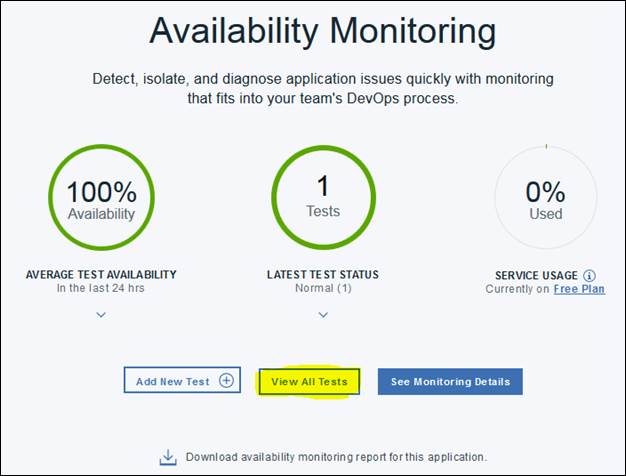 Availability Monitoring
Detect, isolate, and diagnose application issues quickly with monitoring
that fits into your team's DevOps process.
100%
Availability
1
Tests
0%
Used
AVERAGE TEST AVAILABILITY
In the last 24 hrs
LATEST TEST STATUS
Normal (1)
SERVICE USAGE
Currently on Free Plan
Add New Test
View All Tests
See Monitoring Details
Download availability monitoring report for this application.